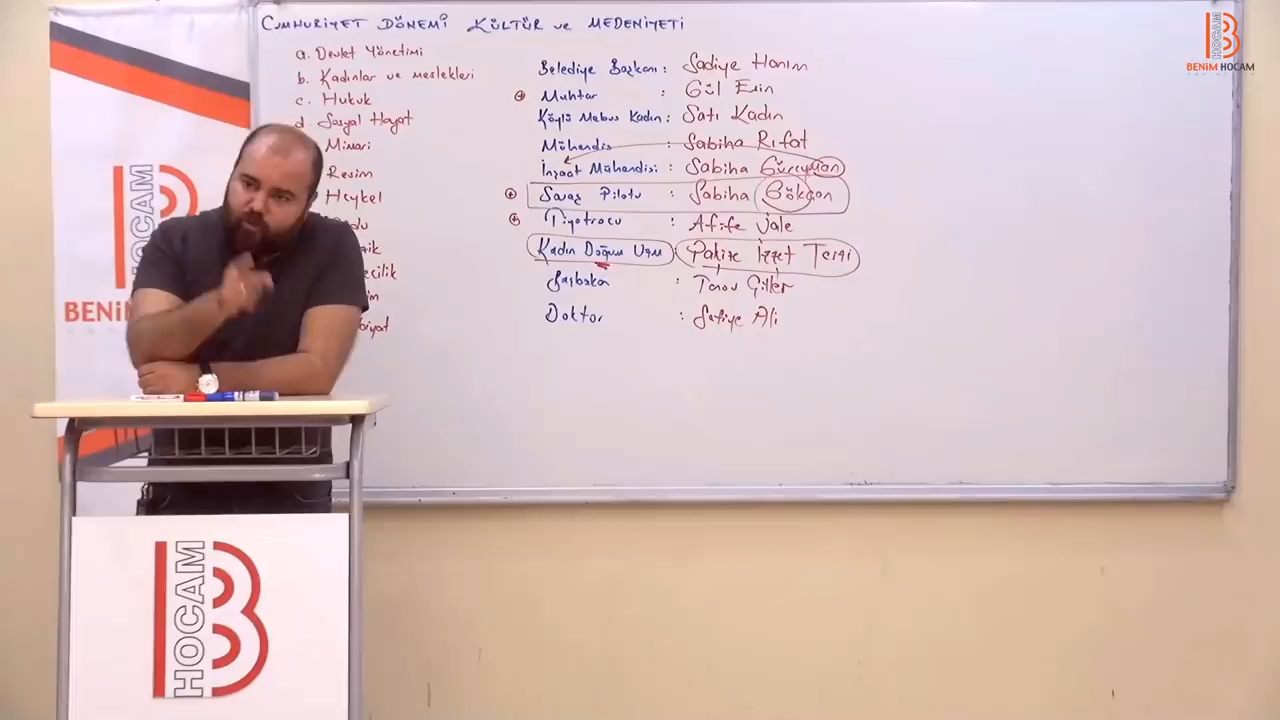 CUMHURİYET DÖNEMİ KÜLTÜR ve MEDENİYETİ
a. Devlet Yönetimi
b. Kadınlar ve meslekleri
c. Hukuk
d. Sosyal Hayat
Mimari
Resim
Heykel
Belediye Başkanı : Sadiye Hanım
Muhtar : Gül Esin
Köylü Mebus Kadın : Satı Kadın
Mühendis : Sabiha Rıfat
İnşaat Mühendisi : Sabiha Güreyman
Savaş Pilotu : Sabiha Gökçen
Tiyatrocu : Afife Jale
Kadın Doğum Uzm : Pakize İzzet Tarzi
Başbakan : Tansu Çiller
Doktor : Safiye Ali
B HOCAM
BENİM HOCAM
HOCAM
BENİ
HOCAM